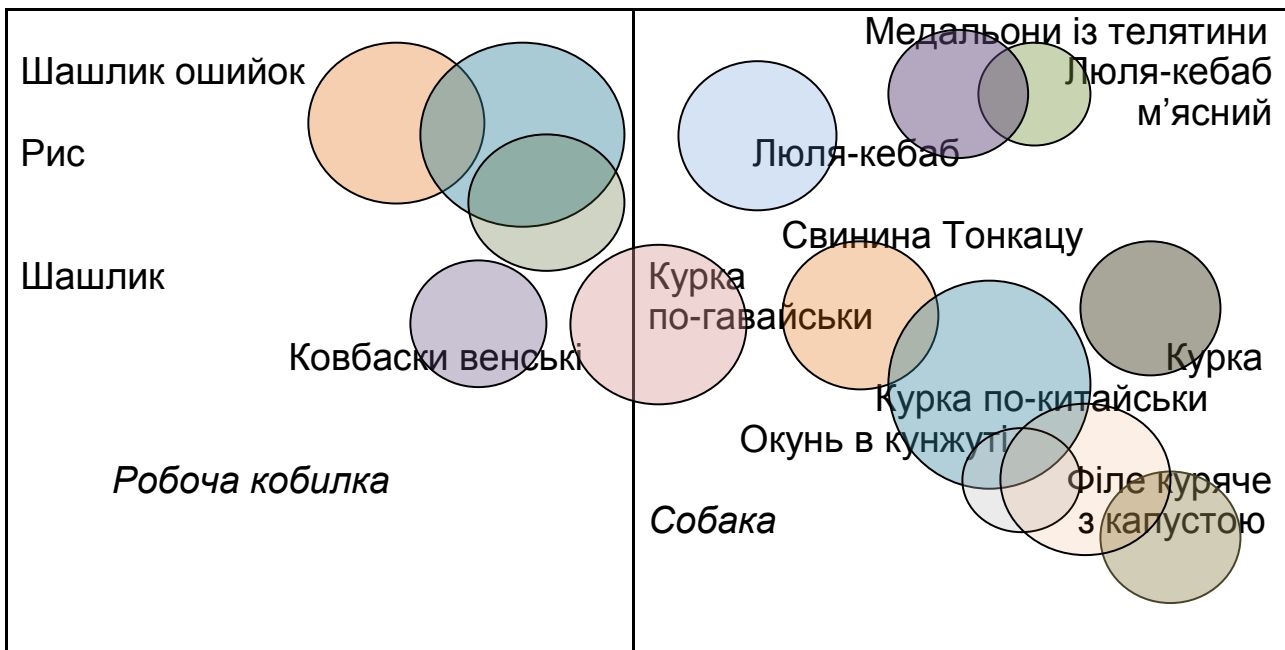 Шашлик ошийок
Рис
Шашлик
Ковбаски венські
Робоча кобилка
Медальони із телятини
Люля-кебаб
м’ясний
Люля-кебаб
Свинина Тонкацу
Курка
по-гавайськи
Курка
Курка по-китайськи
Окунь в кунжуті
Філе куряче
з капустою
Собака